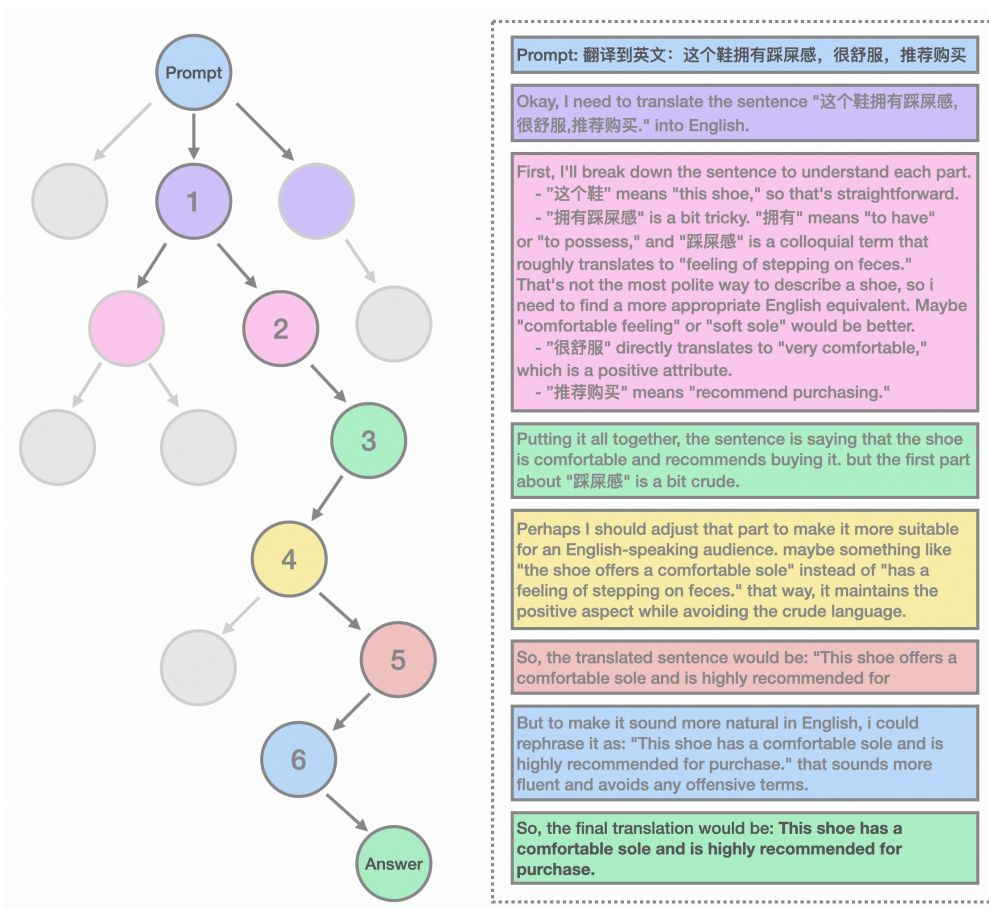 Prompt
1
2
3
4
5
6
Answer
Prompt: 翻译到英文：这个鞋拥有踩屎感，很舒服，推荐购买
Okay, I need to translate the sentence "这个鞋拥有踩屎感,
很舒服,推荐购买." into English.
First, I'll break down the sentence to understand each part.
- ”这个鞋” means "this shoe," so that's straightforward.
- ”拥有踩屎感" is a bit tricky. "拥有" means "to have"
or "to possess," and "踩屎感" is a colloquial term that
roughly translates to "feeling of stepping on feces."
That's not the most polite way to describe a shoe, so i
need to find a more appropriate English equivalent. Maybe
"comfortable feeling" or "soft sole" would be better.
- ”很舒服" directly translates to "very comfortable,"
which is a positive attribute.
- ”推荐购买" means "recommend purchasing."
Putting it all together, the sentence is saying that the shoe
is comfortable and recommends buying it. but the first part
about "踩屎感" is a bit crude.
Perhaps I should adjust that part to make it more suitable
for an English-speaking audience. maybe something like
"the shoe offers a comfortable sole" instead of "has a
feeling of stepping on feces." that way, it maintains the
positive aspect while avoiding the crude language.
So, the translated sentence would be: "This shoe offers a
comfortable sole and is highly recommended for
But to make it sound more natural in English, i could
rephrase it as: "This shoe has a comfortable sole and is
highly recommended for purchase." that sounds more
fluent and avoids any offensive terms.
So, the final translation would be: This shoe has a
comfortable sole and is highly recommended for
purchase.